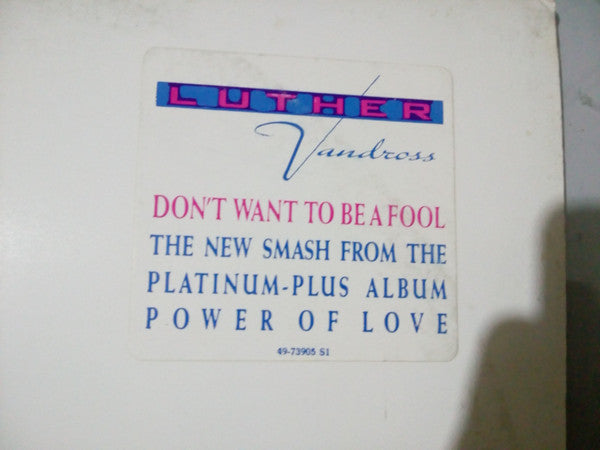 LUTHER
Vandross
DON'T WANT TO BE A FOOL
THE NEW SMASH FROM THE
PLATINUM-PLUS ALBUM
POWER OF LOVE
49-73905 S1